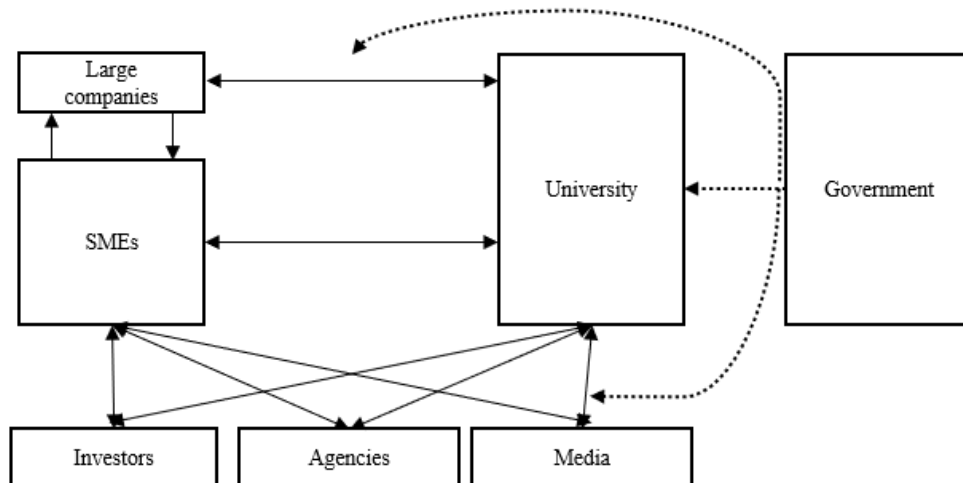 Large
companies
University
Government
SMEs
Investors
Agencies
Media